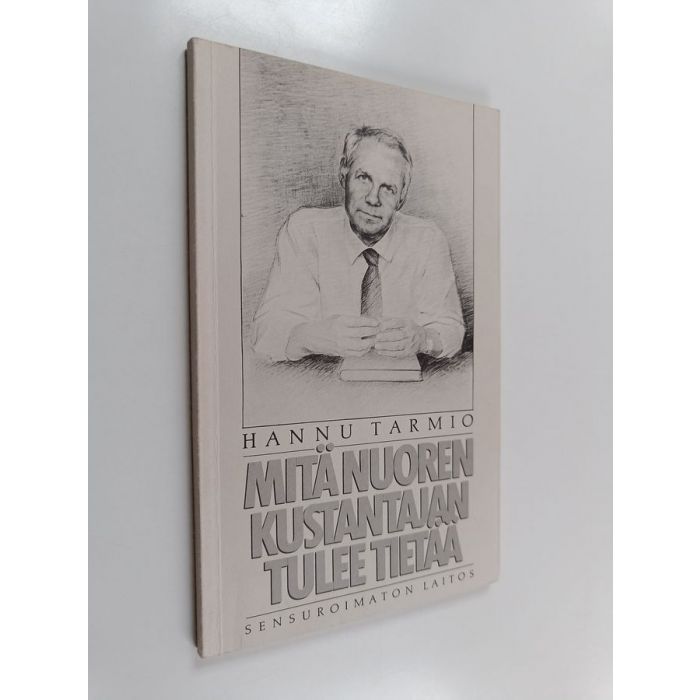 HANNU TARMIO
MITÄ NUOREN
KUSTANTAJAN
TULEE TIETÄÄ
SENSUROIMATON LAITOS